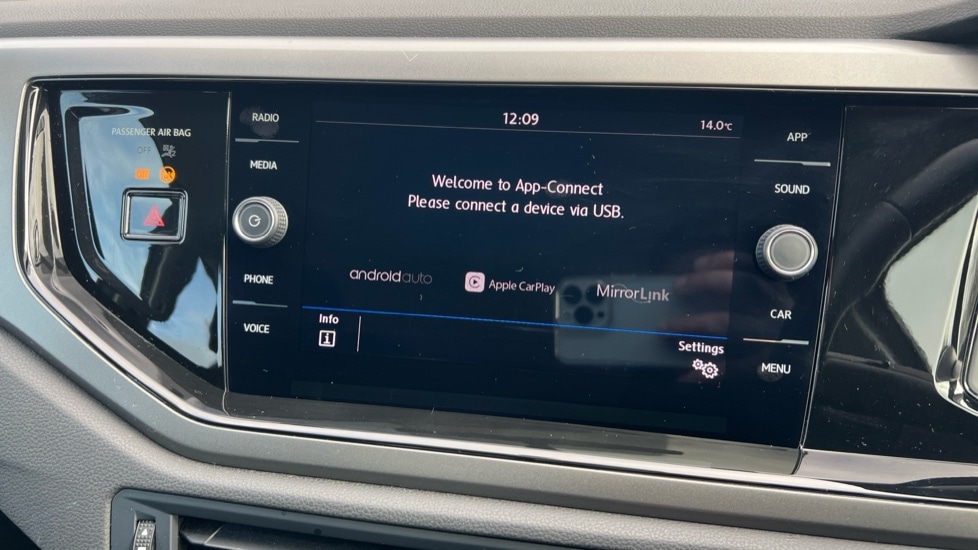 PASSENGER AIR BAG
OFF
ON
RADIO
MEDIA
PHONE
VOICE
12:09
14.0°C
Welcome to App-Connect
Please connect a device via USB.
androidauto
Apple CarPlay
MirrorLink
Info
i
Settings
APP
SOUND
CAR
MENU